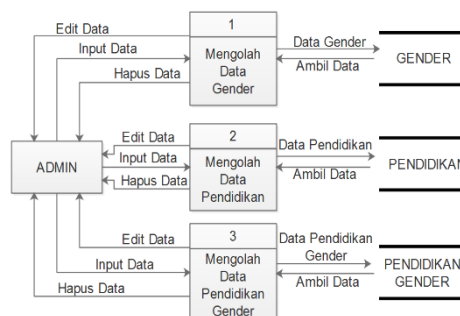 Edit Data
1
Input Data
Mengolah
Data
Gender
Data Gender
Ambil Data
GENDER
Hapus Data
ADMIN
Edit Data
2
Input Data
Mengolah
Data
Pendidikan
Hapus Data
Data Pendidikan
Ambil Data
PENDIDIKAN
Edit Data
3
Input Data
Mengolah
Data
Pendidikan
Gender
Hapus Data
Data Pendidikan
Gender
Ambil Data
PENDIDIKAN
GENDER